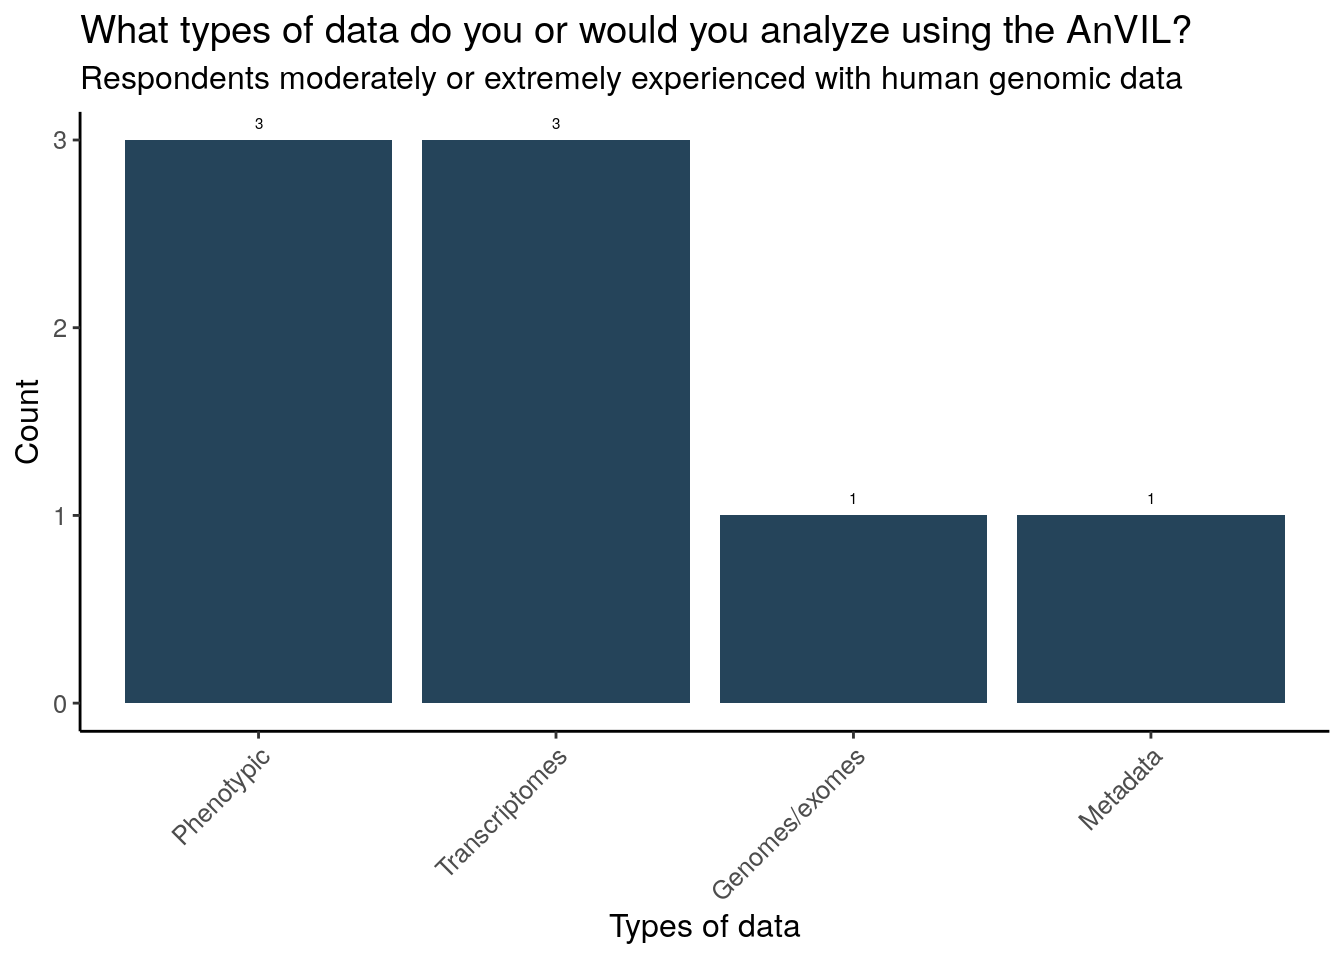 What types of data do you or would you analyze using the AnVIL?
Respondents moderately or extremely experienced with human genomic data
3
3
1
1
3
2
1
0
Count
Phenotypic
Transcriptomes
Genomes/exomes
Metadata
Types of data